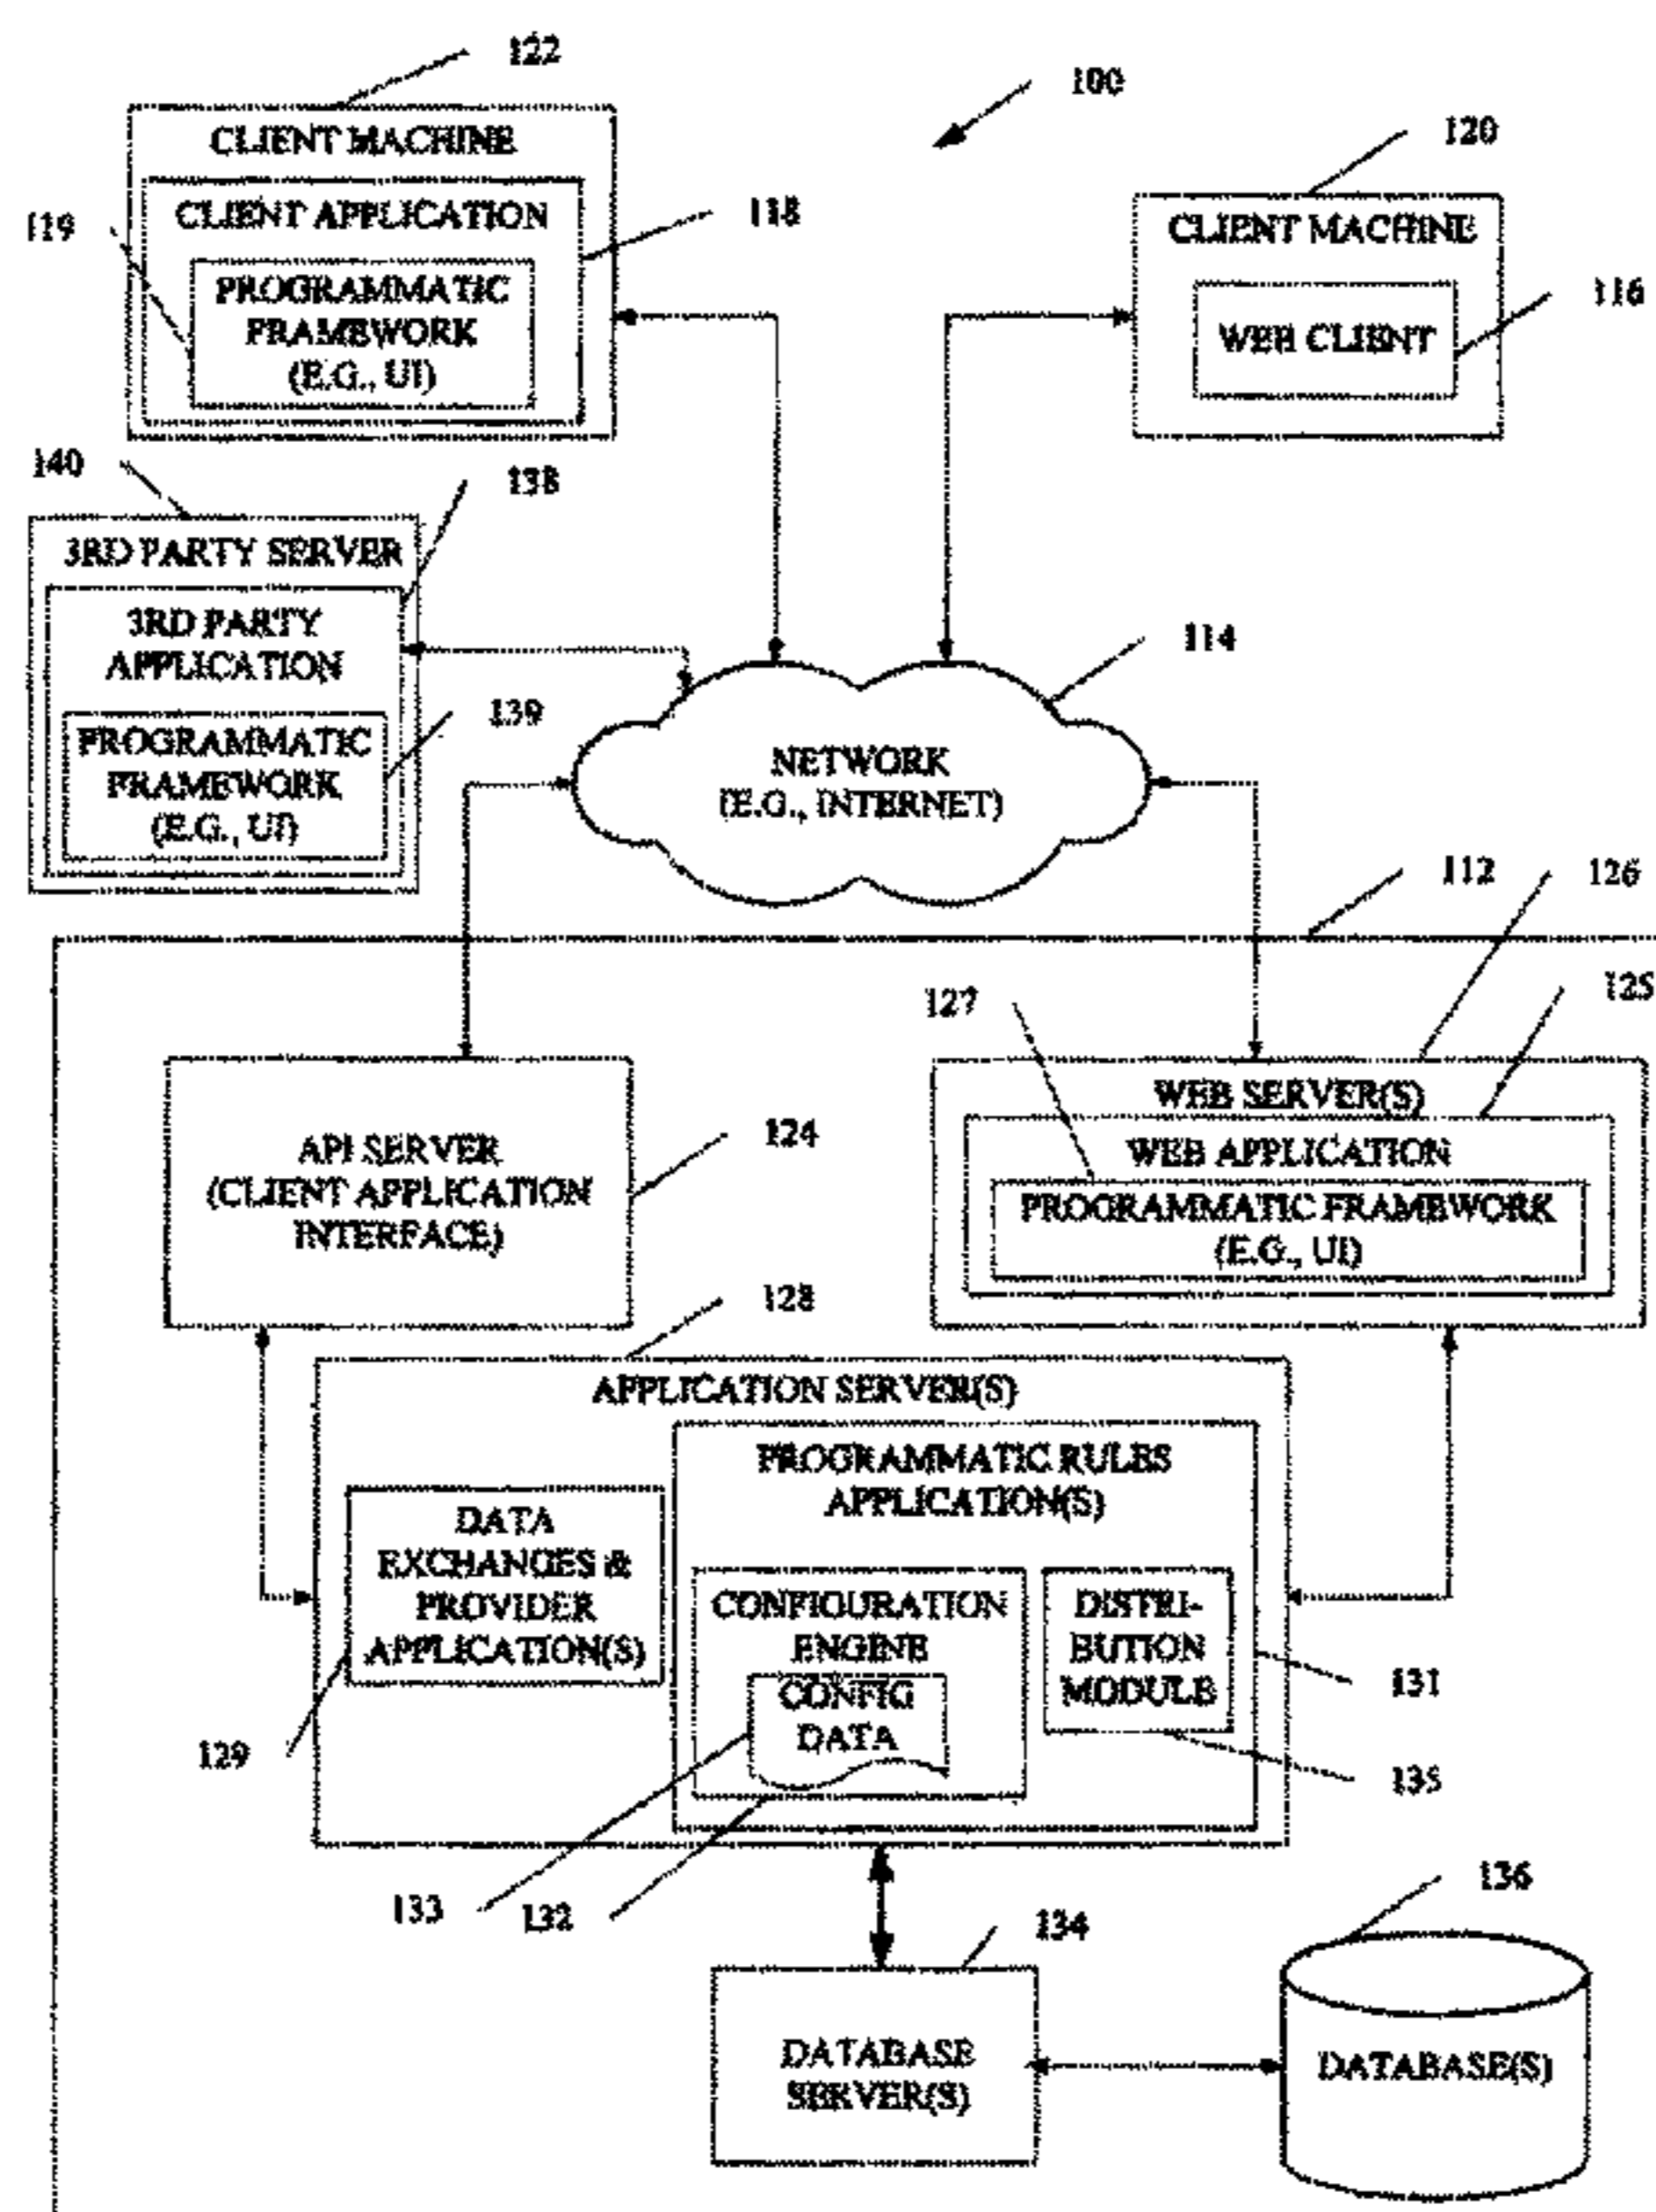 122
100
CLIENT MACHINE
120
CLIENT APPLICATION
118
119
CLIENT MACHINE
PROGRAMMATIC
FRAMEWORK
(E.G., UI)
116
WEB CLIENT
140
138
3RD PARTY SERVER
3RD PARTY
APPLICATION
114
139
PROGRAMMATIC
FRAMEWORK
(E.G., UI)
NETWORK
(E.G., INTERNET)
112
126
127
125
WEB SERVER(S)
WEB APPLICATION
PROGRAMMATIC FRAMEWORK
(E.G., UI)
API SERVER
(CLIENT APPLICATION
INTERFACE)
124
128
APPLICATION SERVER(S)
PROGRAMMATIC RULES
APPLICATION(S)
DATA
EXCHANGES &
PROVIDER
APPLICATION(S)
CONFIGURATION
ENGINE
CONFIG
DATA
DISTRI-
BUTION
MODULE
131
129
135
133
132
136
134
DATABASE
SERVER(S)
DATABASE(S)